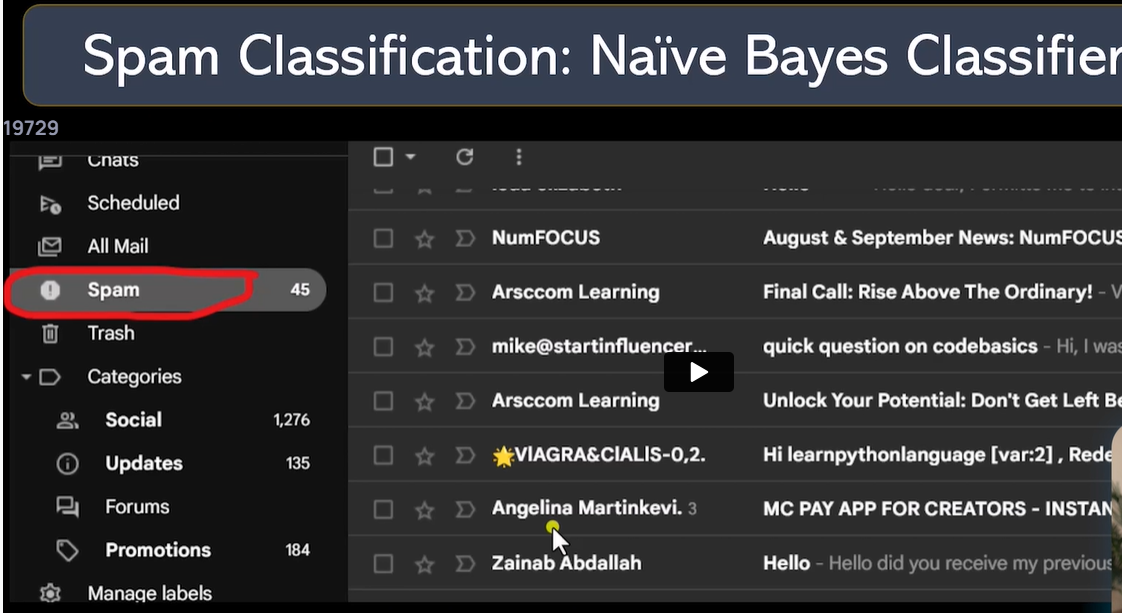 Spam Classification: Naïve Bayes Classifier
19729
Chats
Scheduled
All Mail
Spam 45
Trash
Categories
Social 1,276
Updates 135
Forums
Promotions 184
Manage labels
Hello
NumFOCUS August & September News: NumFOCUS
Arsccom Learning Final Call: Rise Above The Ordinary! - V
mike@startinfluencer... quick question on codebasics - Hi, I was
Arsccom Learning Unlock Your Potential: Don't Get Left Be
🌟VlAGRA&ClALlS-0,2. Hi learnpythonlanguage [var:2] , Rede
Angelina Martinkevi. 3 MC PAY APP FOR CREATORS - INSTAN
Zainab Abdallah Hello - Hello did you receive my previous